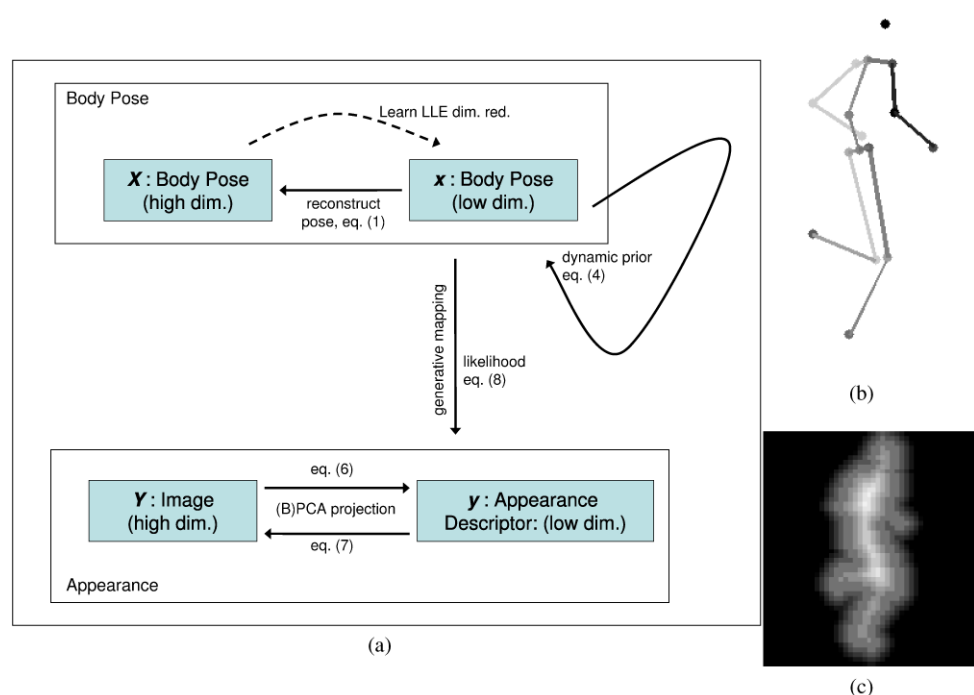 Body Pose
Learn LLE dim. red.
X : Body Pose
(high dim.)
reconstruct
pose, eq. (1)
x : Body Pose
(low dim.)
dynamic prior
eq. (4)
generative mapping
likelihood
eq. (8)
eq. (6)
Y : Image
(high dim.)
(B)PCA projection
y : Appearance
Descriptor: (low dim.)
eq. (7)
Appearance
(a)
(b)
(c)